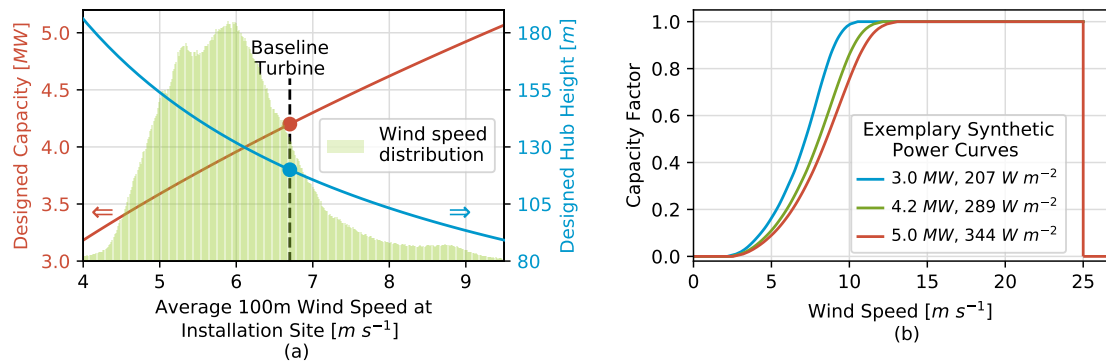 Designed Capacity [MW]
5.0
4.5
4.0
3.5
3.0
Baseline
Turbine
Wind speed
distribution
⇐
⇒
180
150
120
100
80
Designed Hub Height [m]
4 5 6 7 8 9
Average 100m Wind Speed at
Installation Site [m s⁻¹]
(a)
Capacity Factor
1.0
0.8
0.6
0.4
0.2
0.0
Exemplary Synthetic
Power Curves
3.0 MW, 207 W m⁻²
4.2 MW, 289 W m⁻²
5.0 MW, 344 W m⁻²
0 5 10 15 20 25
Wind Speed [m s⁻¹]
(b)